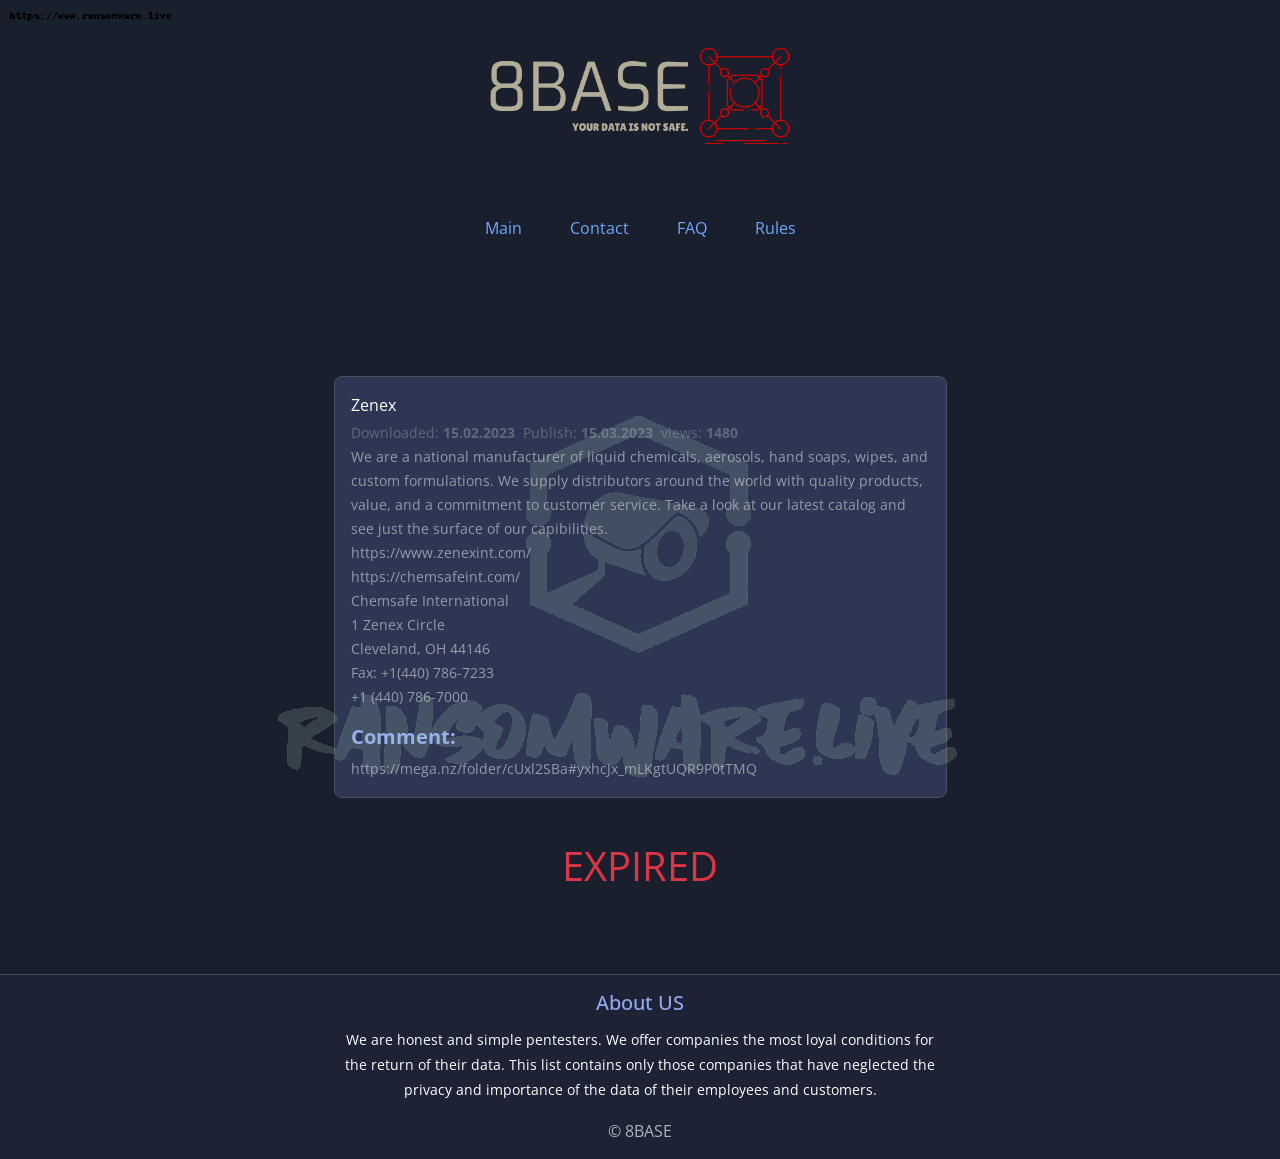 https://www.ransomware.live
8BASE
YOUR DATA IS NOT SAFE.
Main Contact FAQ Rules
Zenex
Downloaded: 15.02.2023 Publish: 15.03.2023 views: 1480
We are a national manufacturer of liquid chemicals, aerosols, hand soaps, wipes, and
custom formulations. We supply distributors around the world with quality products,
value, and a commitment to customer service. Take a look at our latest catalog and
see just the surface of our capibilities.
https://www.zenexint.com/
https://chemsafeint.com/
Chemsafe International
1 Zenex Circle
Cleveland, OH 44146
Fax: +1(440) 786-7233
+1 (440) 786-7000
RANSOMWARE.LIVE
Comment:
https://mega.nz/folder/cUxl2SBa#yxhcJx_mLKgtUQR9P0tTMQ
EXPIRED
About US
We are honest and simple pentesters. We offer companies the most loyal conditions for
the return of their data. This list contains only those companies that have neglected the
privacy and importance of the data of their employees and customers.
© 8BASE